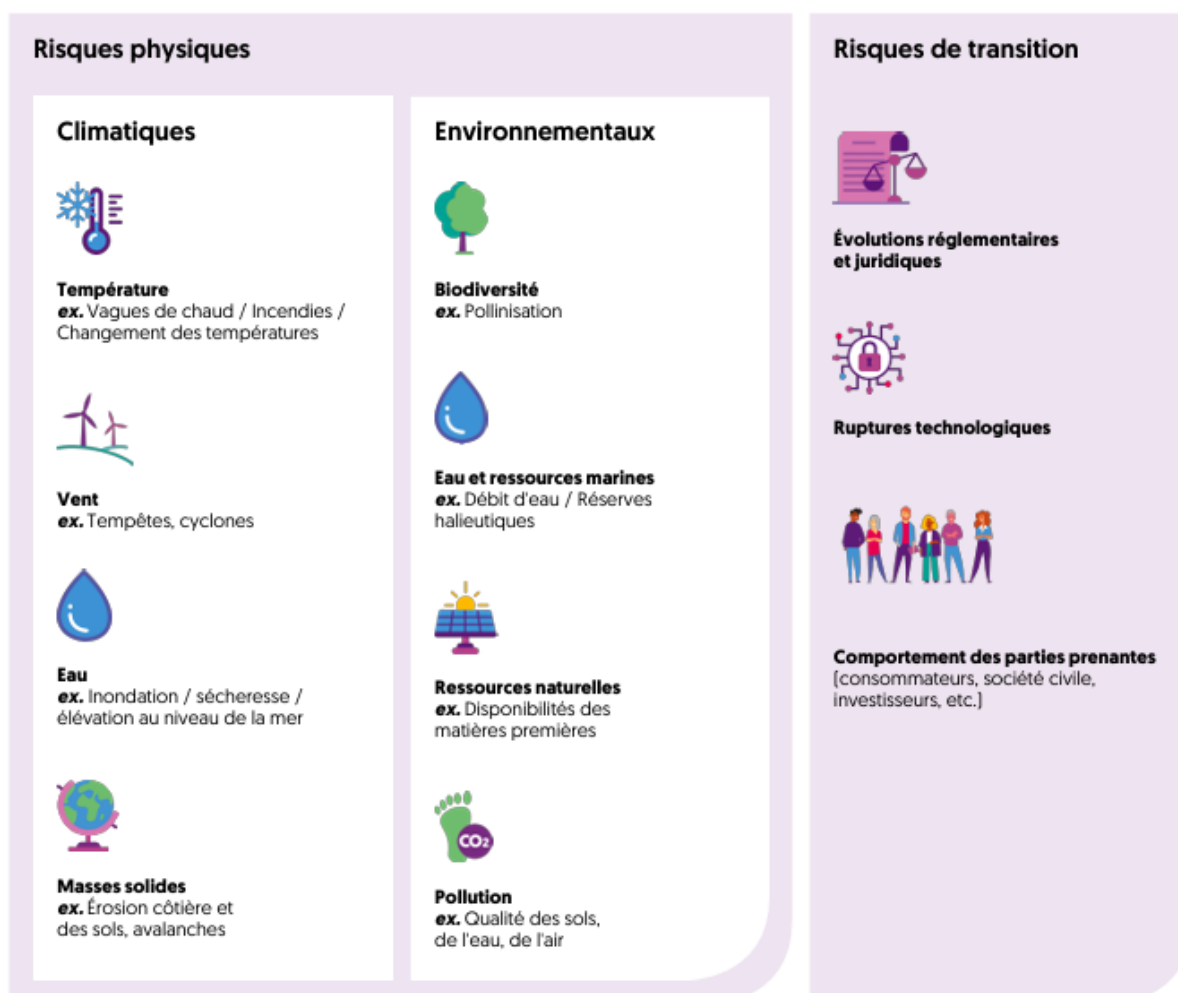 Risques physiques
Climatiques
Température
ex. Vagues de chaud / Incendies /
Changement des températures
Vent
ex. Tempêtes, cyclones
Eau
ex. Inondation / sécheresse /
élévation au niveau de la mer
Masses solides
ex. Érosion côtière et
des sols, avalanches
Environnementaux
Biodiversité
ex. Pollinisation
Eau et ressources marines
ex. Débit d'eau / Réserves
halieutiques
Ressources naturelles
ex. Disponibilités des
matières premières
CO₂
Pollution
ex. Qualité des sols,
de l'eau, de l'air
Risques de transition
Évolutions réglementaires
et juridiques
Ruptures technologiques
Comportement des parties prenantes
(consommateurs, société civile,
investisseurs, etc.)